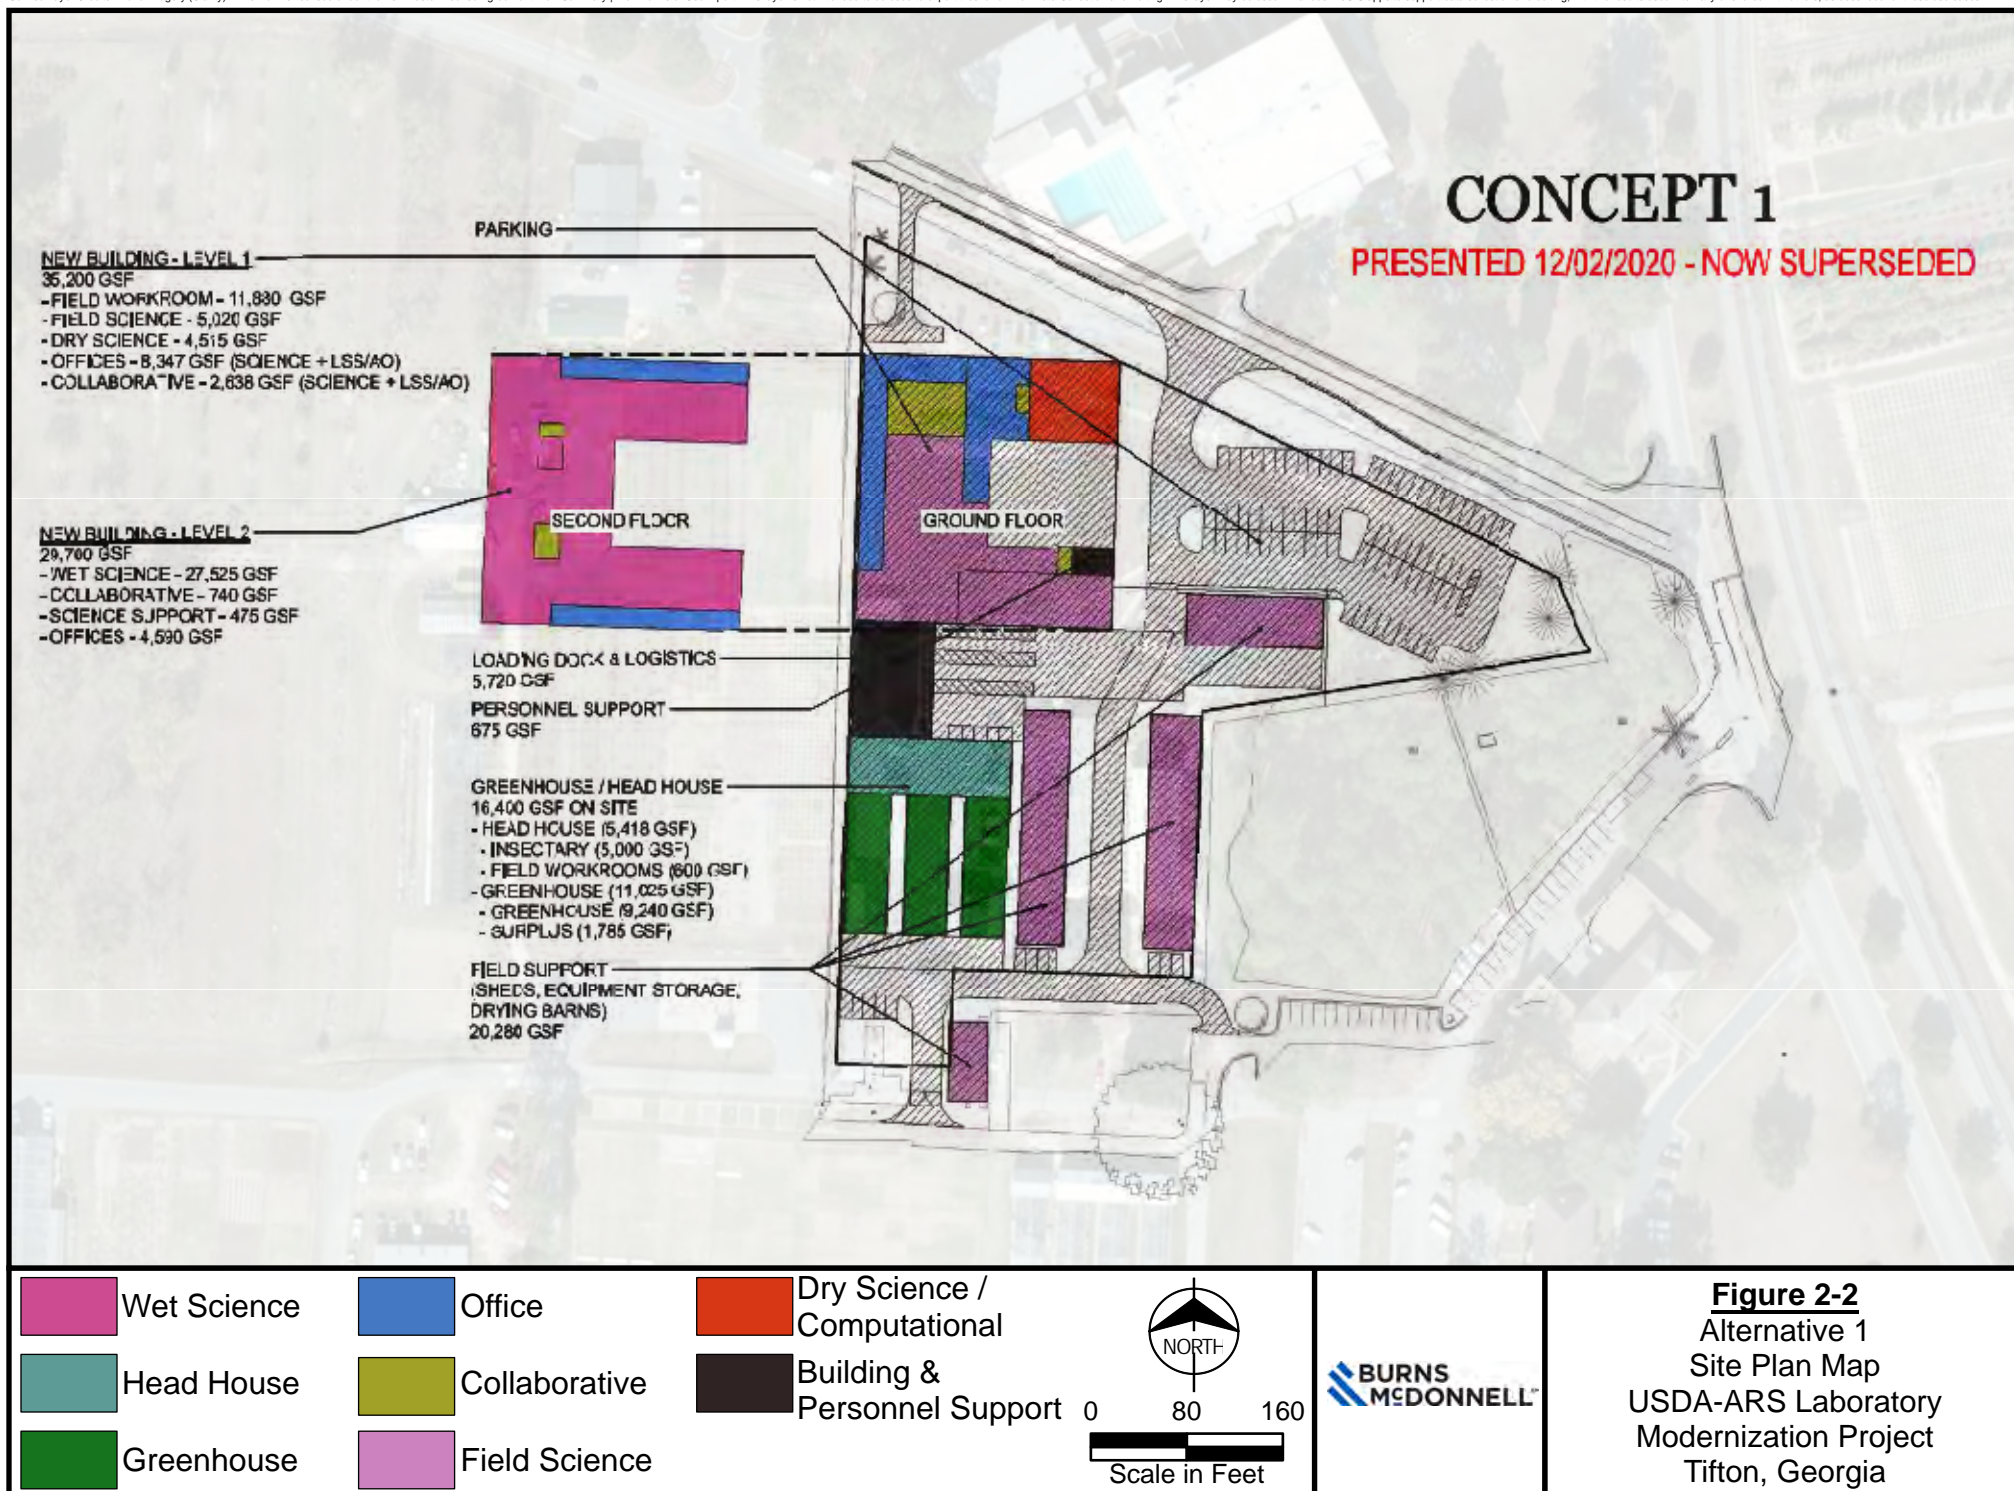 CONCEPT 1
PRESENTED 12/02/2020 - NOW SUPERSEDED
PARKING
NEW BUILDING - LEVEL 1
35,200 GSF
- FIELD WORKROOM - 11,880 GSF
- FIELD SCIENCE - 5,020 GSF
- DRY SCIENCE - 4,515 GSF
- OFFICES - 8,347 GSF (SCIENCE + LSS/AO)
- COLLABORATIVE - 2,638 GSF (SCIENCE + LSS/AO)
NEW BUILDING - LEVEL 2
29,700 GSF
- WET SCIENCE - 27,525 GSF
- COLLABORATIVE - 740 GSF
- SCIENCE SUPPORT - 475 GSF
- OFFICES - 4,590 GSF
SECOND FLOOR
GROUND FLOOR
LOADING DOCK & LOGISTICS
5,720 GSF
PERSONNEL SUPPORT
675 GSF
GREENHOUSE / HEAD HOUSE
16,400 GSF ON SITE
- HEAD HOUSE (5,418 GSF)
- INSECTARY (5,000 GSF)
- FIELD WORKROOMS (600 GSF)
- GREENHOUSE (11,025 GSF)
- GREENHOUSE (9,240 GSF)
- SURPLUS (1,785 GSF)
FIELD SUPPORT
(SHEDS, EQUIPMENT STORAGE,
DRYING BARNS)
20,280 GSF
Wet Science
Head House
Greenhouse
Office
Collaborative
Field Science
Dry Science /
Computational
Building &
Personnel Support
NORTH
0 80 160
Scale in Feet
BURNS
McDONNELL
Figure 2-2
Alternative 1
Site Plan Map
USDA-ARS Laboratory
Modernization Project
Tifton, Georgia